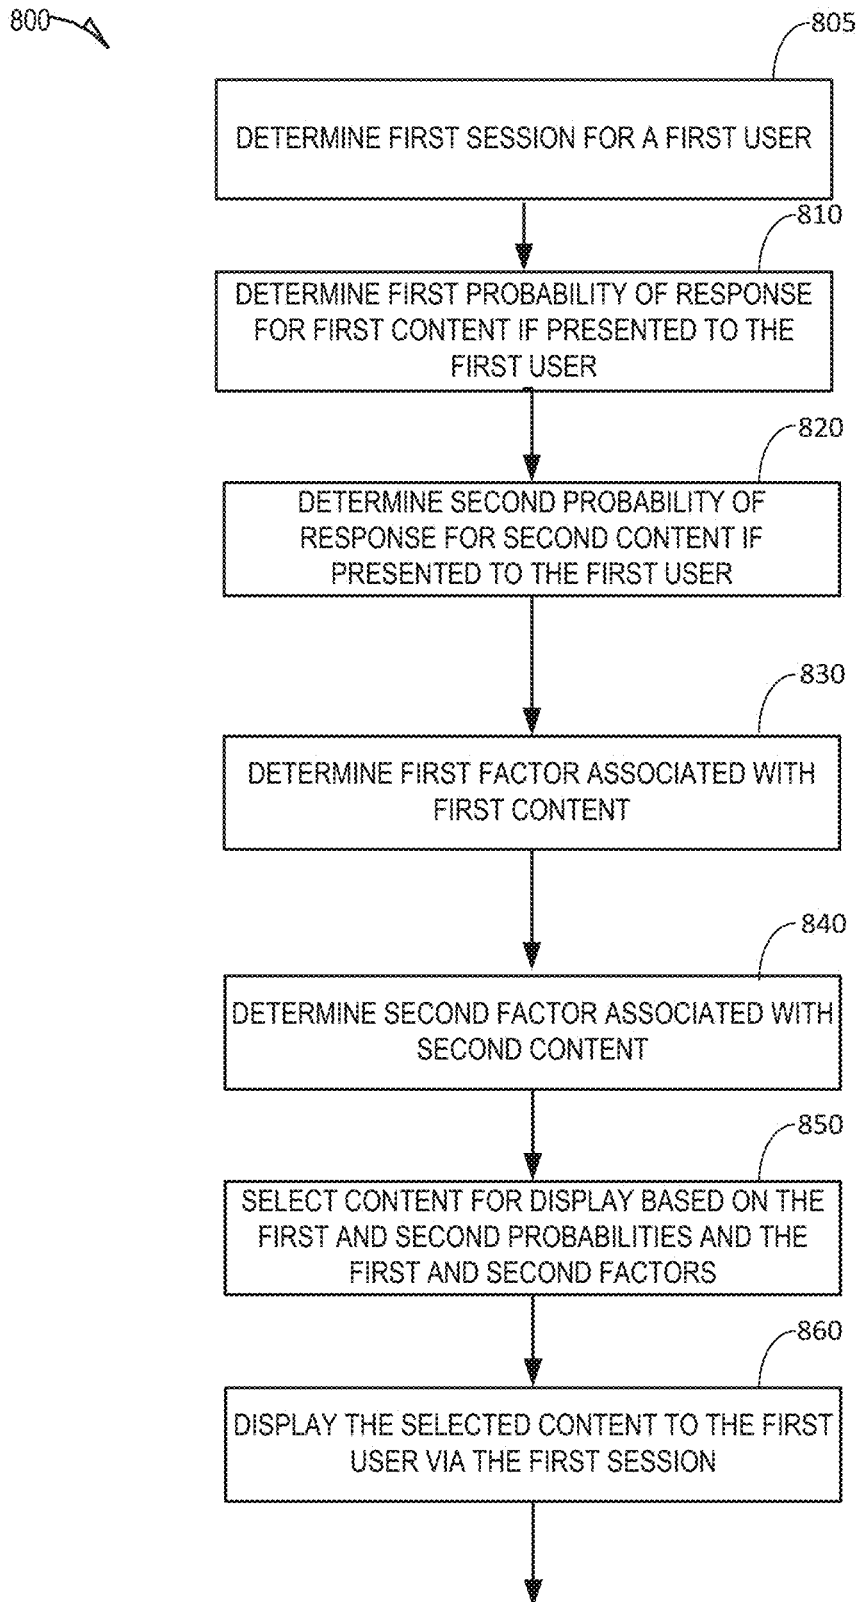 800
805
DETERMINE FIRST SESSION FOR A FIRST USER
810
DETERMINE FIRST PROBABILITY OF RESPONSE
FOR FIRST CONTENT IF PRESENTED TO THE
FIRST USER
820
DETERMINE SECOND PROBABILITY OF
RESPONSE FOR SECOND CONTENT IF
PRESENTED TO THE FIRST USER
830
DETERMINE FIRST FACTOR ASSOCIATED WITH
FIRST CONTENT
840
DETERMINE SECOND FACTOR ASSOCIATED WITH
SECOND CONTENT
850
SELECT CONTENT FOR DISPLAY BASED ON THE
FIRST AND SECOND PROBABILITIES AND THE
FIRST AND SECOND FACTORS
860
DISPLAY THE SELECTED CONTENT TO THE FIRST
USER VIA THE FIRST SESSION